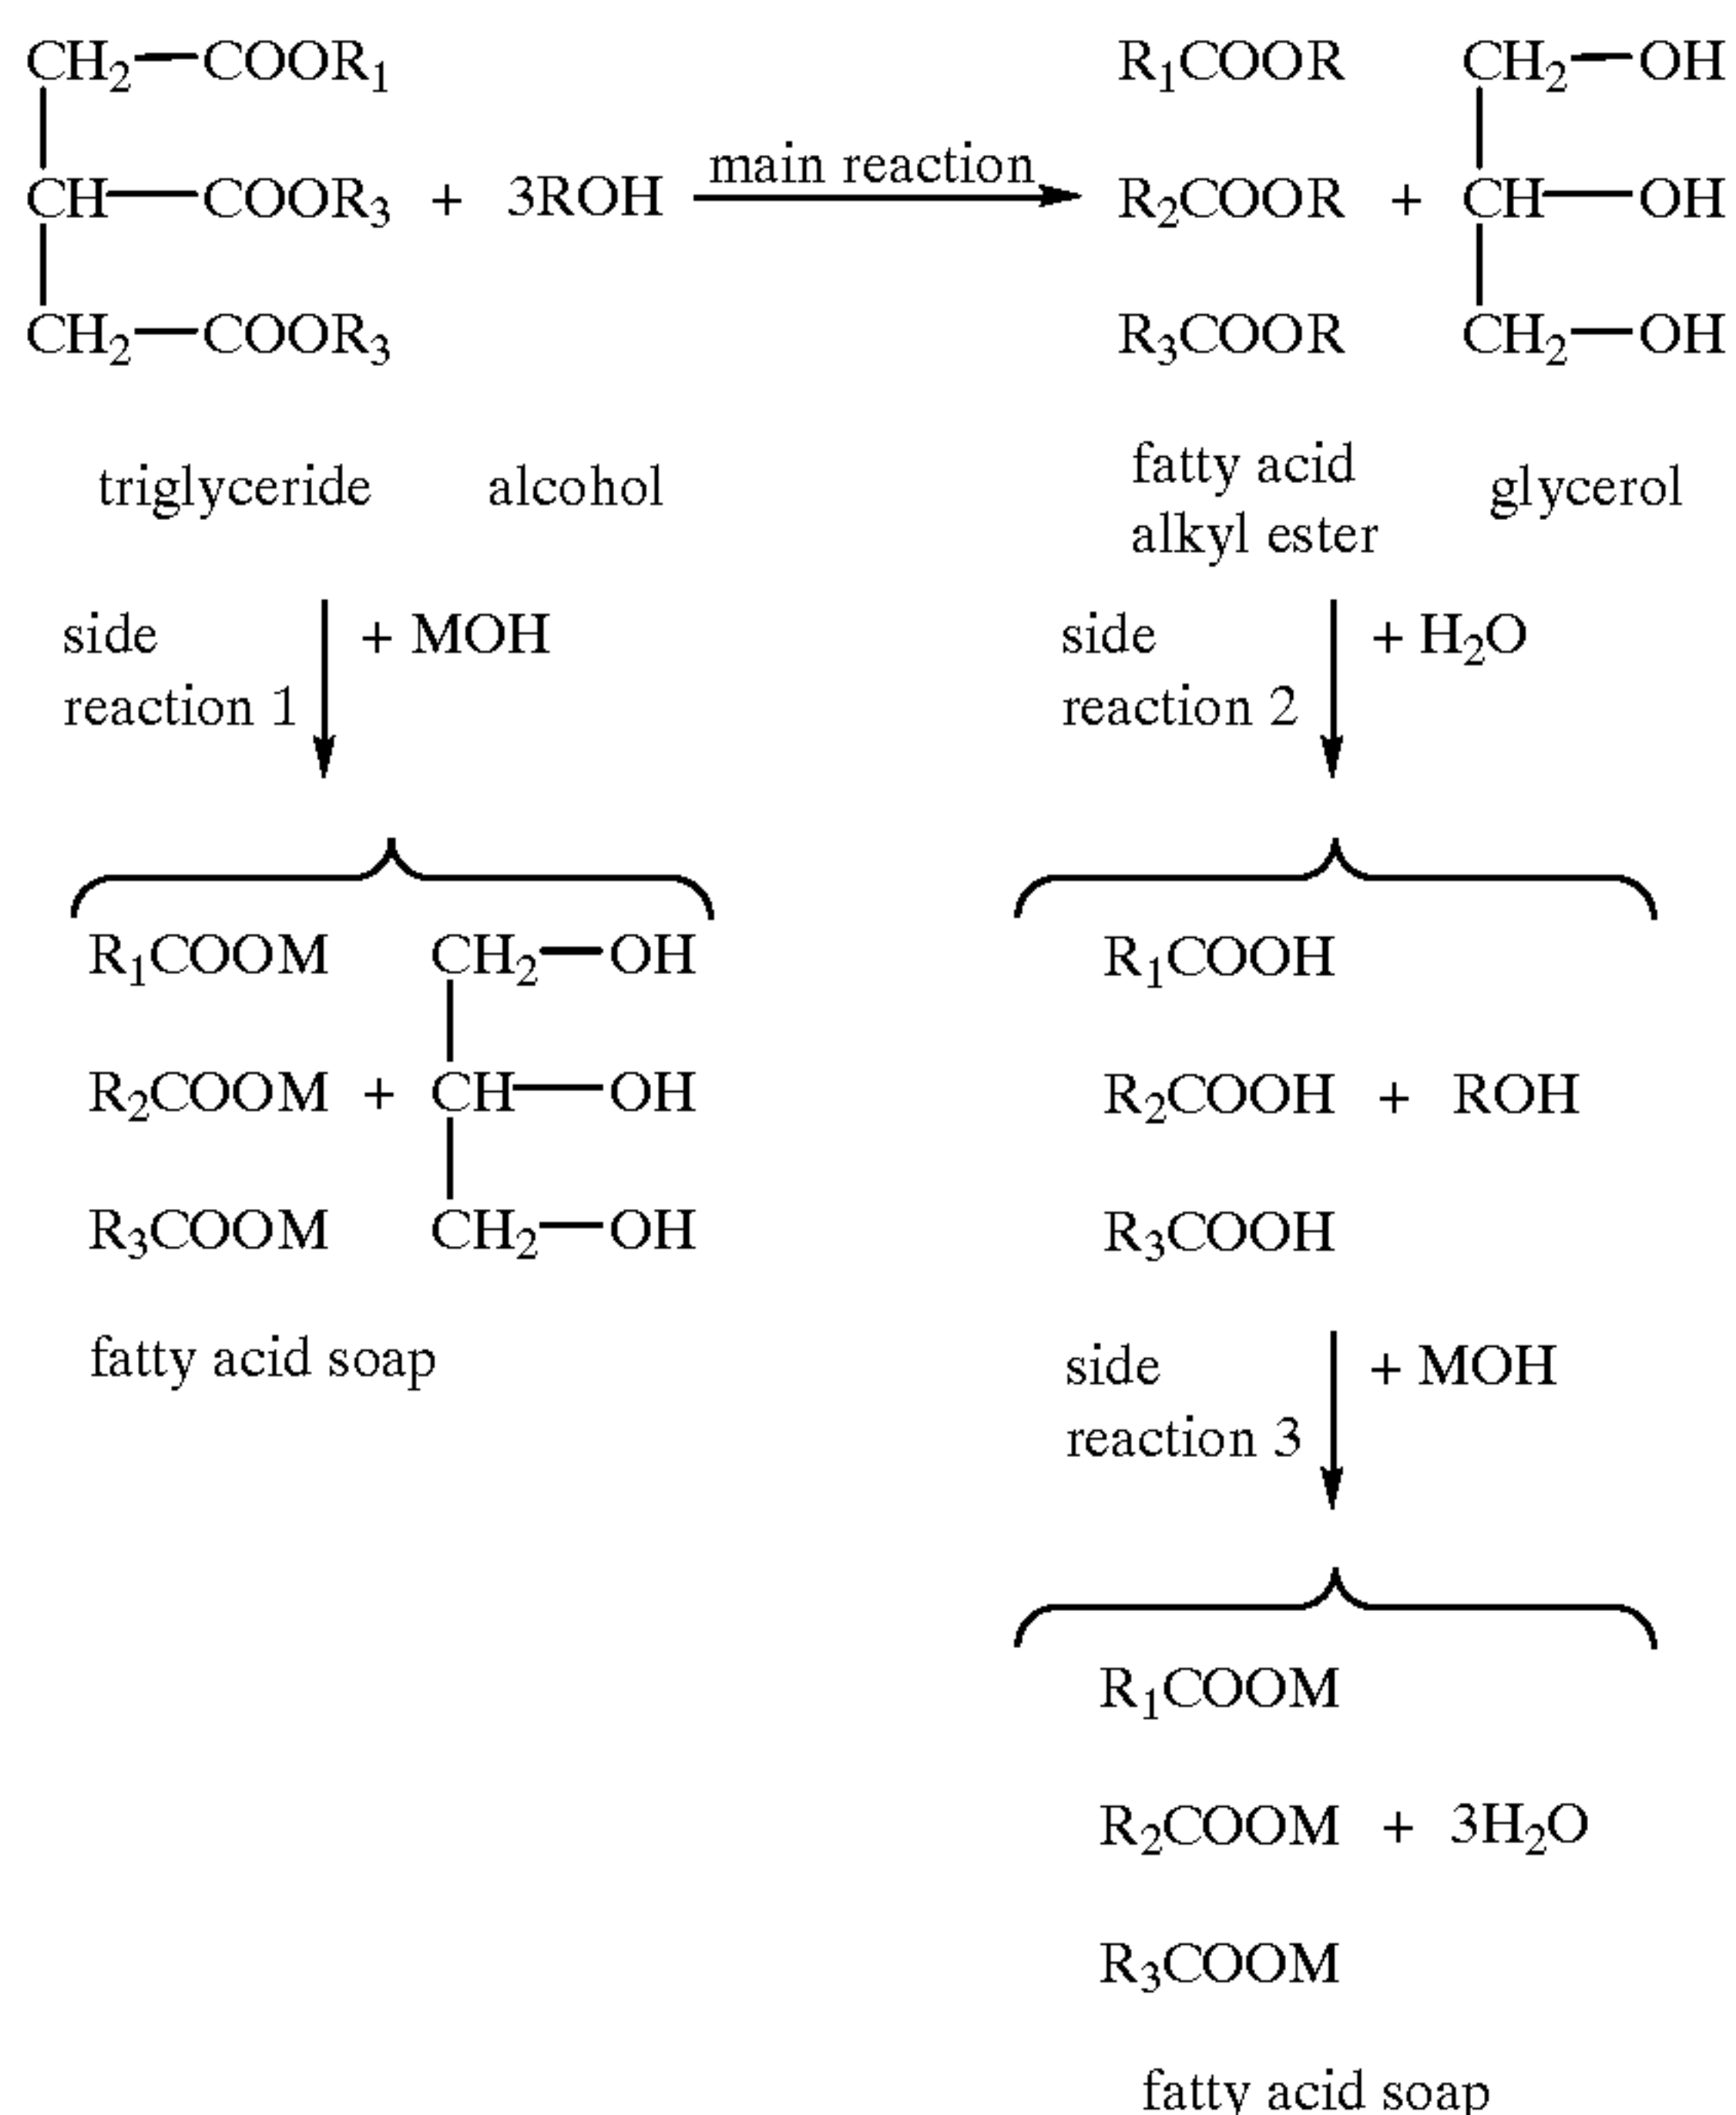 CH₂—COOR₁ R₁COOR CH₂—OH
CH—COOR₃ + 3ROH main reaction R₂COOR + CH—OH
CH₂—COOR₃ R₃COOR CH₂—OH
triglyceride alcohol fatty acid glycerol
alkyl ester
side + MOH side + H₂O
reaction 1 reaction 2
R₁COOM CH₂—OH R₁COOH
R₂COOM + CH—OH R₂COOH + ROH
R₃COOM CH₂—OH R₃COOH
fatty acid soap side + MOH
reaction 3
R₁COOM
R₂COOM + 3H₂O
R₃COOM
fatty acid soap